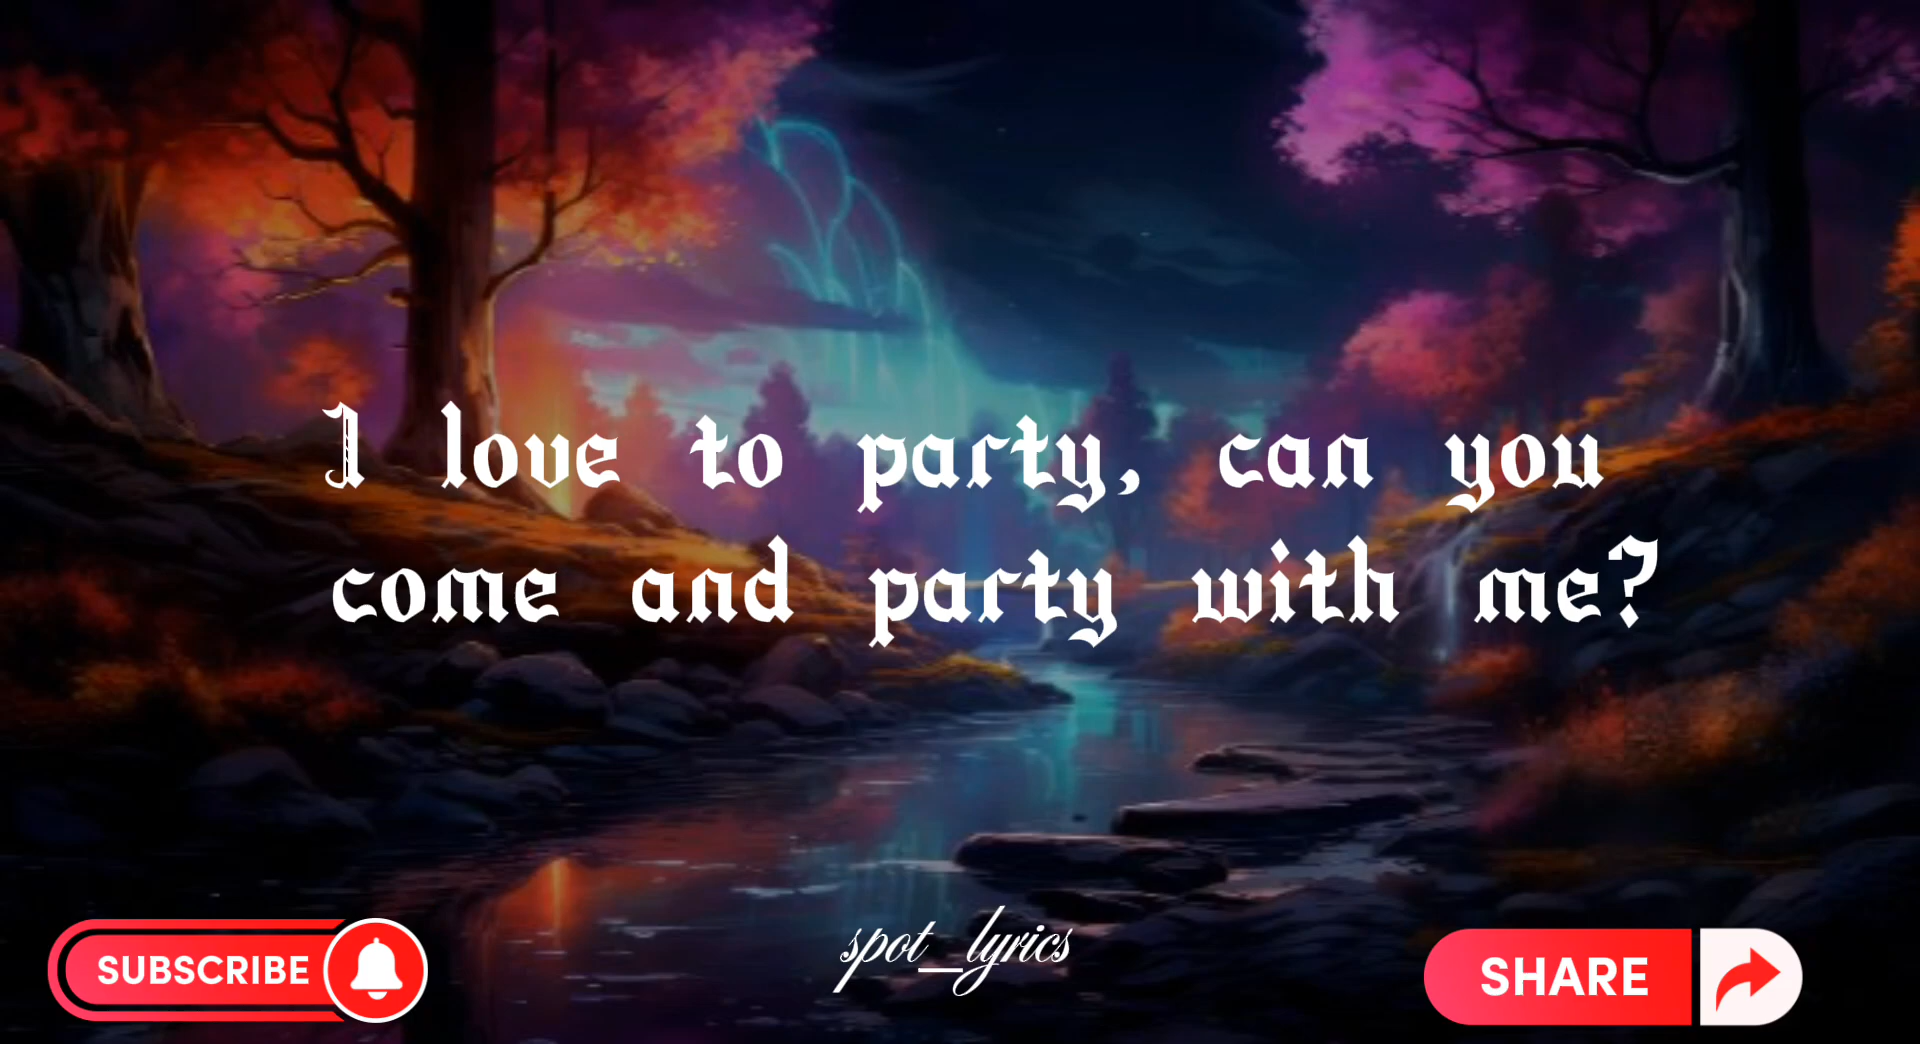 I love to party, can you
come and party with me?
SUBSCRIBE
spot_lyrics
SHARE